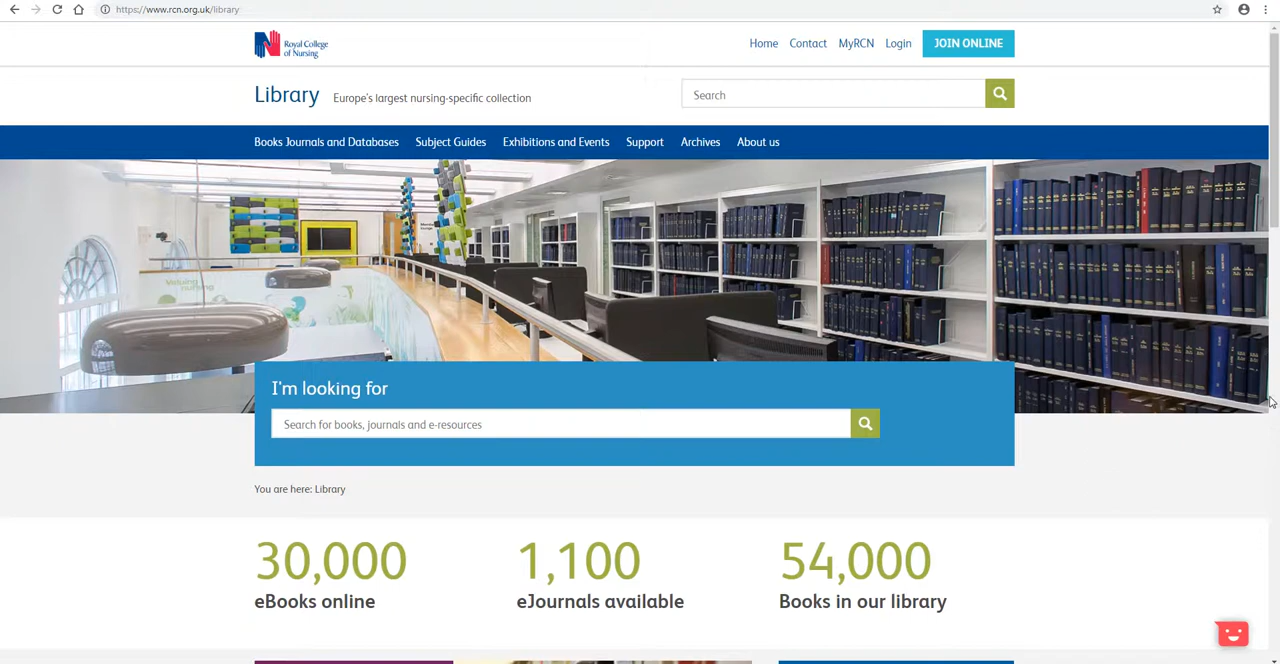 https://www.rcn.org.uk/library
Royal College
of Nursing
Home Contact MyRCN Login JOIN ONLINE
Library Europe's largest nursing-specific collection Search
Books Journals and Databases Subject Guides Exhibitions and Events Support Archives About us
I'm looking for
Search for books, journals and e-resources
You are here: Library
30,000 1,100 54,000
eBooks online eJournals available Books in our library